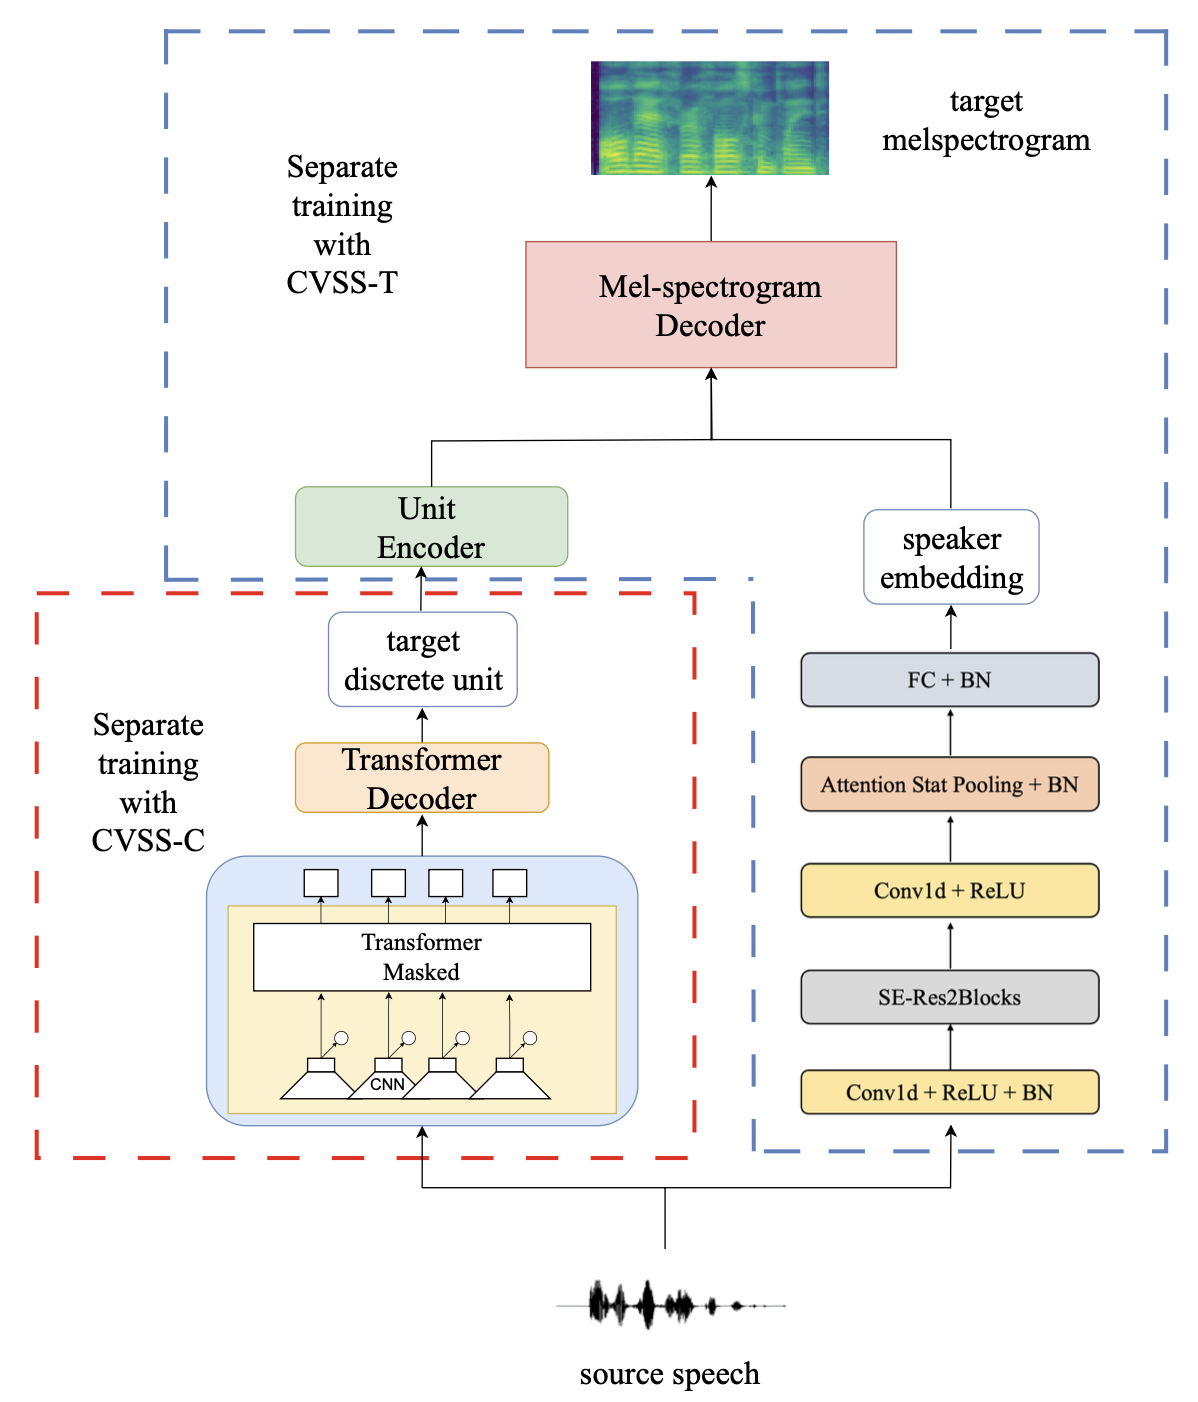 target
melspectrogram
Separate
training
with
CVSS-T
Mel-spectrogram
Decoder
Unit
Encoder
speaker
embedding
target
discrete unit
FC + BN
Separate
training
with
CVSS-C
Transformer
Decoder
Attention Stat Pooling + BN
Conv1d + ReLU
Transformer
Masked
SE-Res2Blocks
CNN
Conv1d + ReLU + BN
source speech